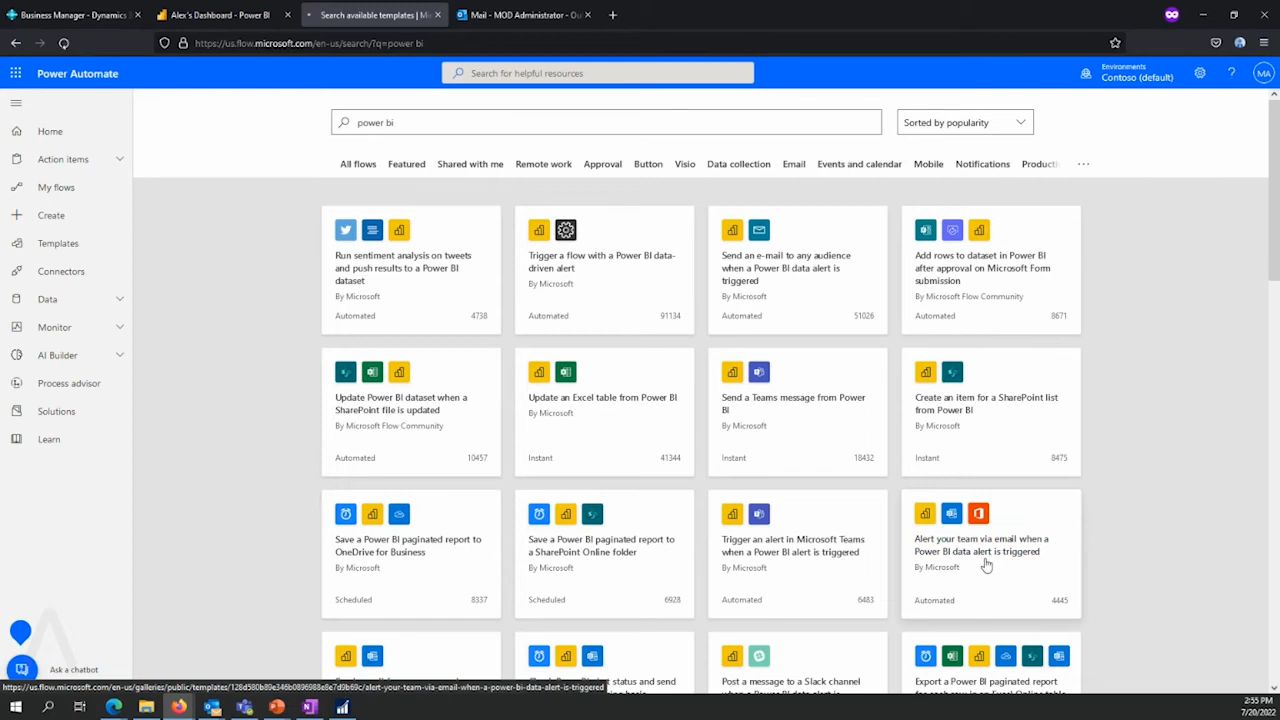 Business Manager - Dynamics
Alex's Dashboard - Power BI
Search available templates | Mi
Mail - MOD Administrator - Ou
https://us.flow.microsoft.com/en-us/search/?q=power bi
Power Automate
Search for helpful resources
Environments
Contoso (default)
MA
power bi
Sorted by popularity
Home
Action items
My flows
Create
Templates
Connectors
Data
Monitor
AI Builder
Process advisor
Solutions
Learn
All flows Featured Shared with me Remote work Approval Button Visio Data collection Email Events and calendar Mobile Notifications Producti
Run sentiment analysis on tweets
and push results to a Power BI
dataset
By Microsoft
Automated 4738
Trigger a flow with a Power BI data-
driven alert
By Microsoft
Automated 91134
Send an e-mail to any audience
when a Power BI data alert is
triggered
By Microsoft
Automated 51026
Add rows to dataset in Power BI
after approval on Microsoft Form
submission
By Microsoft Flow Community
Automated 8671
Update Power BI dataset when a
SharePoint file is updated
By Microsoft Flow Community
Automated 10457
Update an Excel table from Power BI
By Microsoft
Instant 41344
Send a Teams message from Power
BI
By Microsoft
Instant 18432
Create an item for a SharePoint list
from Power BI
By Microsoft
Instant 8475
Save a Power BI paginated report to
OneDrive for Business
By Microsoft
Scheduled 8337
Save a Power BI paginated report to
a SharePoint Online folder
By Microsoft
Scheduled 6928
Trigger an alert in Microsoft Teams
when a Power BI alert is triggered
By Microsoft
Automated 6483
Alert your team via email when a
Power BI data alert is triggered
By Microsoft
Automated 4445
status and send
Post a message to a Slack channel
Export a Power BI paginated report
Ask a chatbot
2:55 PM
7/20/2022